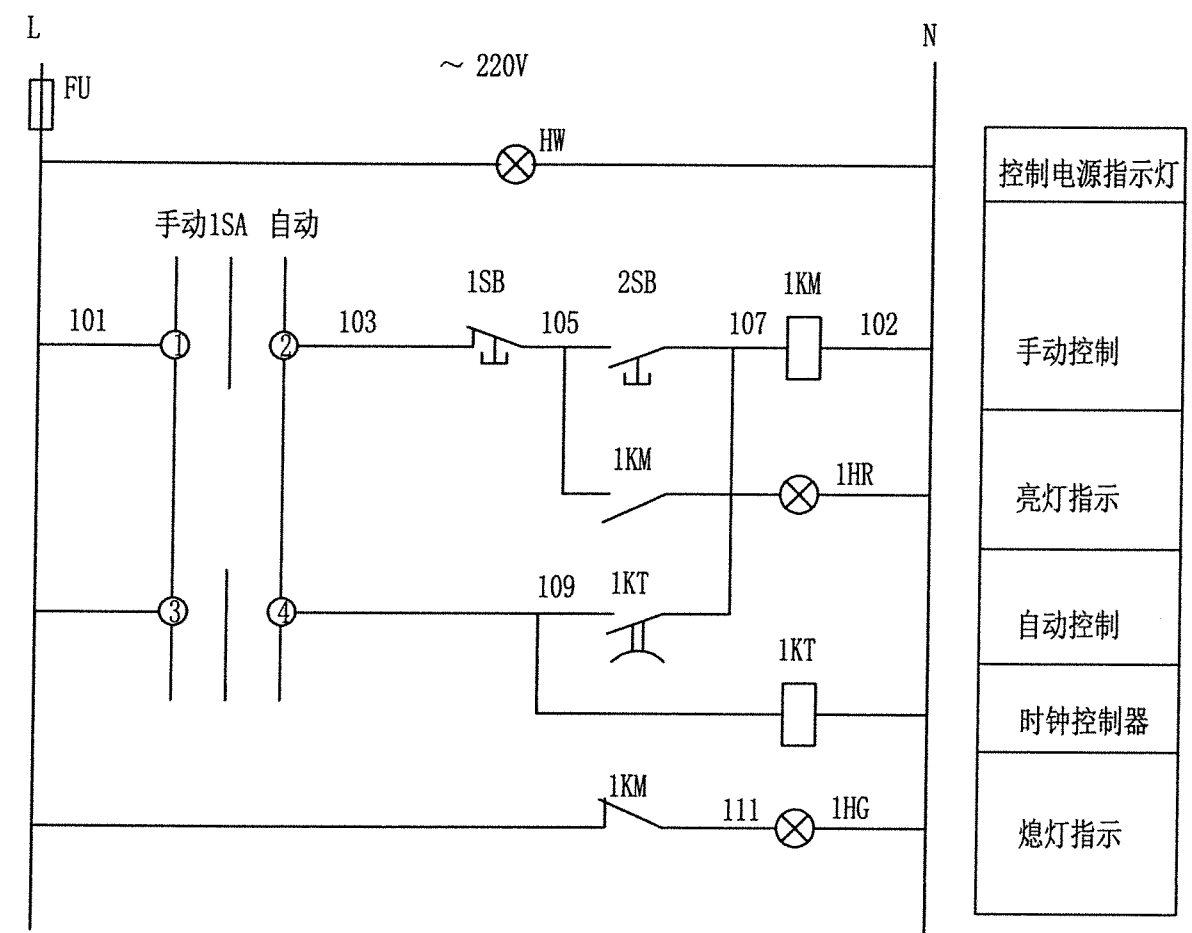 L
N
～ 220V
FU
HW
控制电源指示灯
手动1SA 自动
1SB
2SB
1KM
101
103
105
107
102
1
2
手动控制
1KM
1HR
亮灯指示
109
1KT
3
4
自动控制
1KT
时钟控制器
1KM
111
1HG
熄灯指示